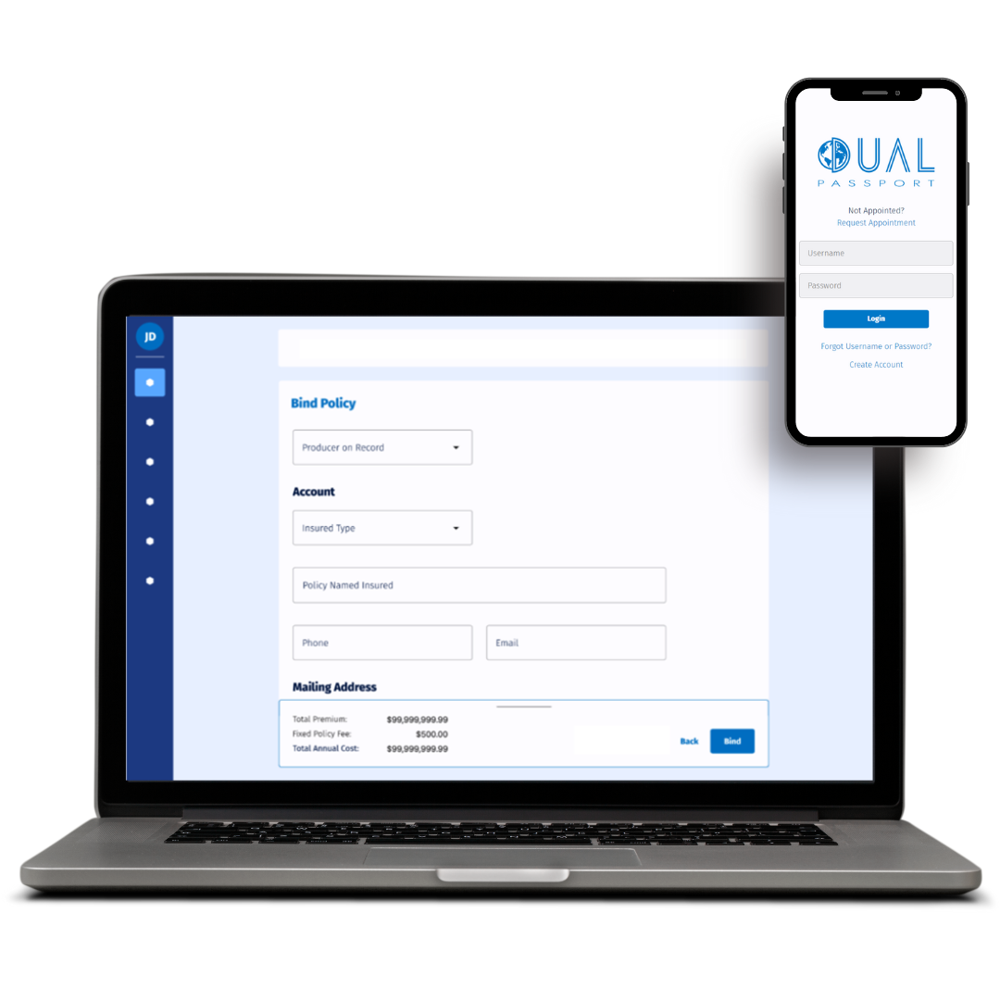 DUAL
PASSPORT
Not Appointed?
Request Appointment
Username
Password
Login
Forgot Username or Password?
Create Account
JD
Bind Policy
Producer on Record
Account
Insured Type
Policy Named Insured
Phone Email
Mailing Address
Total Premium: $99,999,999.99
Fixed Policy Fee: $500.00
Total Annual Cost: $99,999,999.99
Back Bind